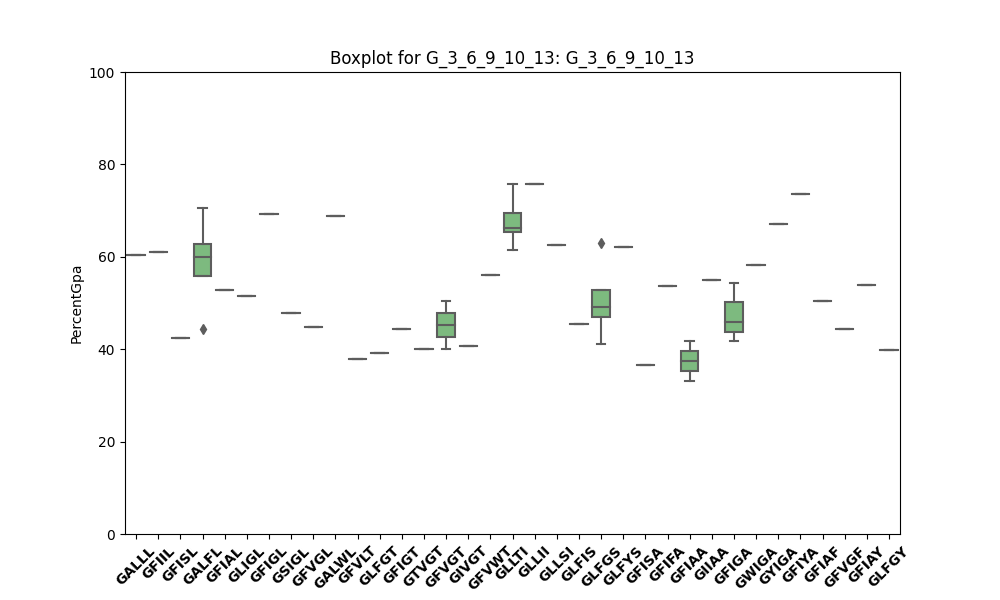 Boxplot for G_3_6_9_10_13: G_3_6_9_10_13
PercentGpa
100
80
60
40
20
0
GALLL
GFIIL
GFISL
GALFL
GFIAL
GLIGL
GFIGL
GSIGL
GFVGL
GALWL
GFVLT
GLFGT
GFIGT
GTVGT
GFVGT
GIVGT
GFVWT
GLLTI
GLLII
GLLSI
GLFIS
GLFGS
GLFYS
GFISA
GFIFA
GFIAA
GIIAA
GFIGA
GWIGA
GYIGA
GFIYA
GFIAF
GFVGF
GFIAY
GLFGY